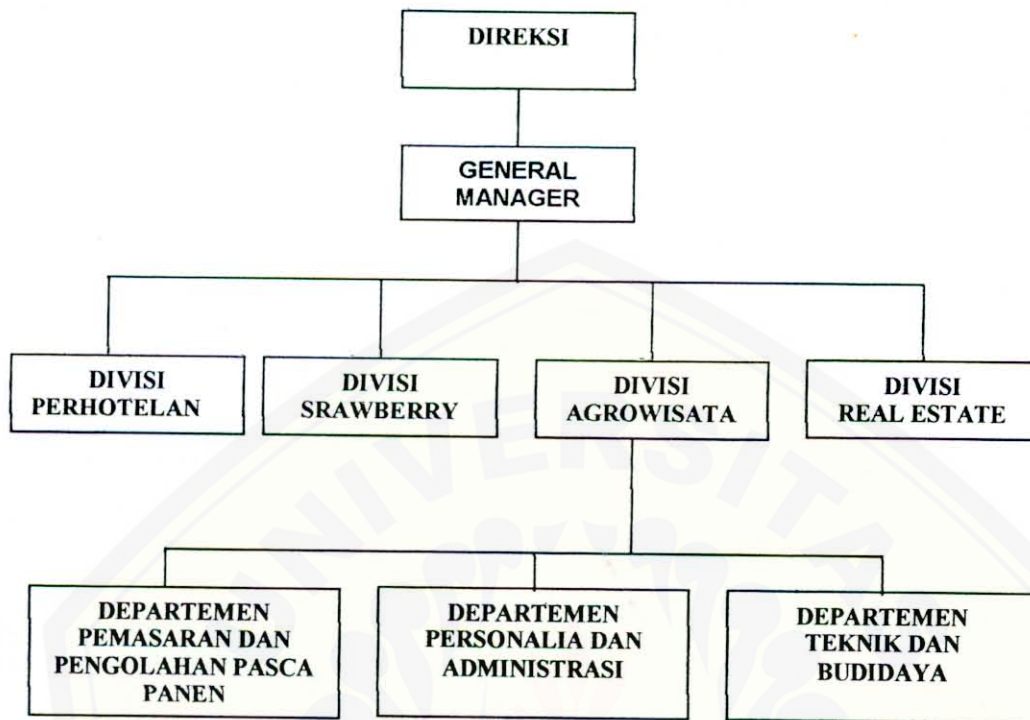 DIREKSI
GENERAL
MANAGER
DIVISI
PERHOTELAN
DIVISI
SRAWBERRY
DIVISI
AGROWISATA
DIVISI
REAL ESTATE
DEPARTEMEN
PEMASARAN DAN
PENGOLAHAN PASCA
PANEN
DEPARTEMEN
PERSONALIA DAN
ADMINISTRASI
DEPARTEMEN
TEKNIK DAN
BUDIDAYA
UNIVERSITA